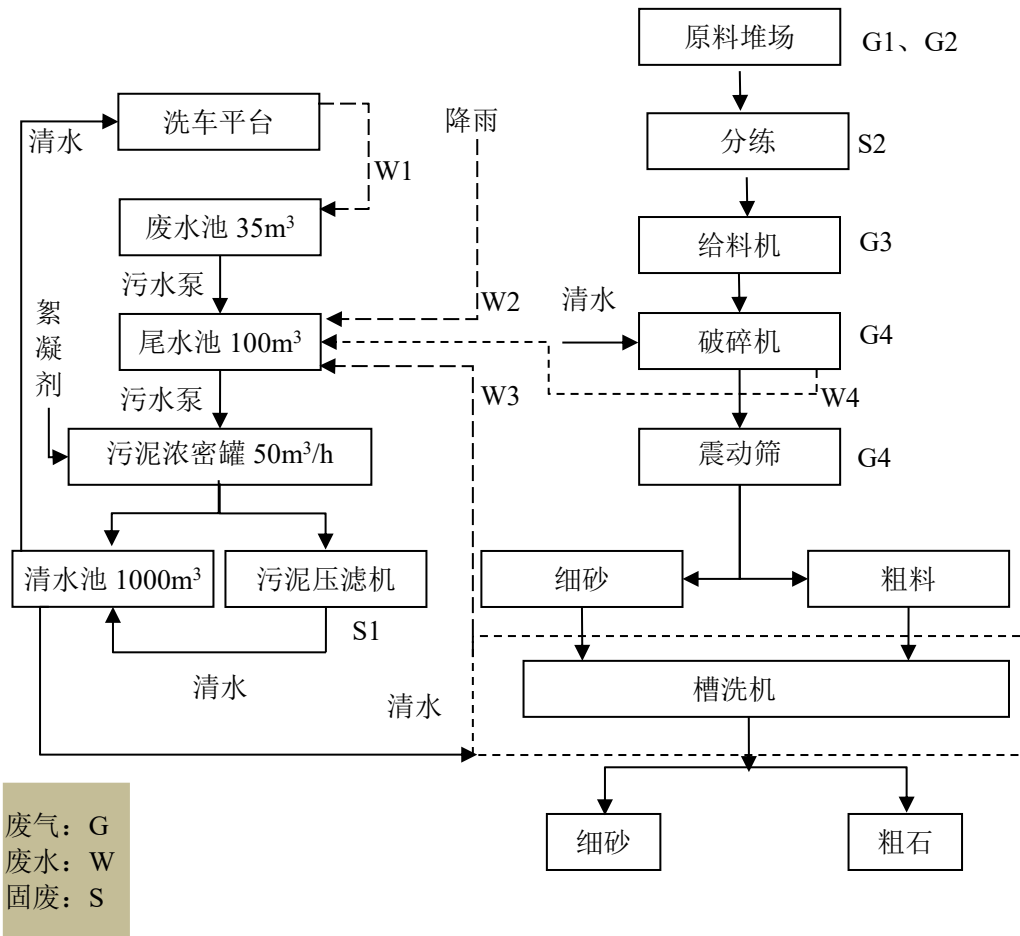 原料堆场
G1、G2
洗车平台
清水
降雨
分练
S2
W1
废水池 35m³
给料机
G3
污水泵
絮凝剂
W2
清水
尾水池 100m³
破碎机
G4
污水泵
W3
W4
污泥浓密罐 50m³/h
震动筛
G4
清水池 1000m³
污泥压滤机
细砂
粗料
S1
清水
清水
槽洗机
细砂
粗石
废气：G
废水：W
固废：S